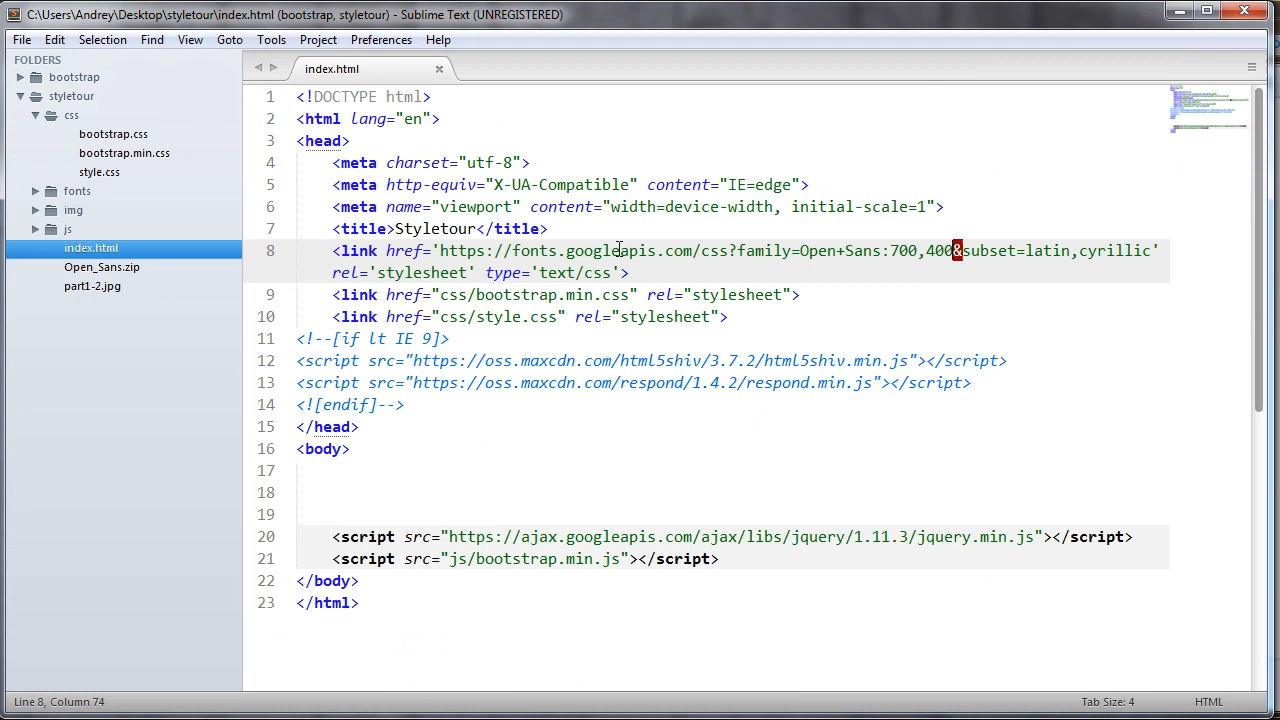 C:\Users\Andrey\Desktop\styletour\index.html (bootstrap, styletour) - Sublime Text (UNREGISTERED)
File Edit Selection Find View Goto Tools Project Preferences Help
FOLDERS
bootstrap
styletour
css
bootstrap.css
bootstrap.min.css
style.css
fonts
img
js
index.html
Open_Sans.zip
part1-2.jpg
index.html
1 <!DOCTYPE html>
2 <html lang="en">
3 <head>
4 <meta charset="utf-8">
5 <meta http-equiv="X-UA-Compatible" content="IE=edge">
6 <meta name="viewport" content="width=device-width, initial-scale=1">
7 <title>Styletour</title>
8 <link href='https://fonts.googleapis.com/css?family=Open+Sans:700,400&subset=latin,cyrillic'
rel='stylesheet' type='text/css'>
9 <link href="css/bootstrap.min.css" rel="stylesheet">
10 <link href="css/style.css" rel="stylesheet">
11 <!--[if lt IE 9]>
12 <script src="https://oss.maxcdn.com/html5shiv/3.7.2/html5shiv.min.js"></script>
13 <script src="https://oss.maxcdn.com/respond/1.4.2/respond.min.js"></script>
14 <![endif]-->
15 </head>
16 <body>
17
18
19
20 <script src="https://ajax.googleapis.com/ajax/libs/jquery/1.11.3/jquery.min.js"></script>
21 <script src="js/bootstrap.min.js"></script>
22 </body>
23 </html>
Line 8, Column 74 Tab Size: 4 HTML